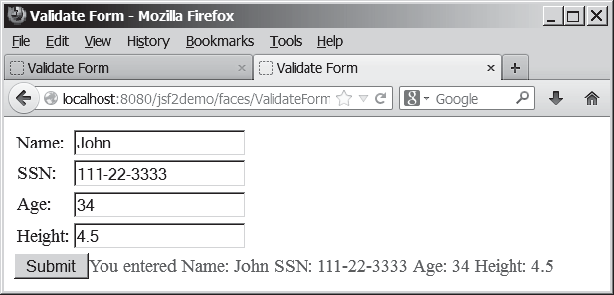 Validate Form - Mozilla Firefox
File Edit View History Bookmarks Tools Help
Validate Form × Validate Form × +
localhost:8080/jsf2demo/faces/ValidateForm Google
Name: John
SSN: 111-22-3333
Age: 34
Height: 4.5
Submit You entered Name: John SSN: 111-22-3333 Age: 34 Height: 4.5